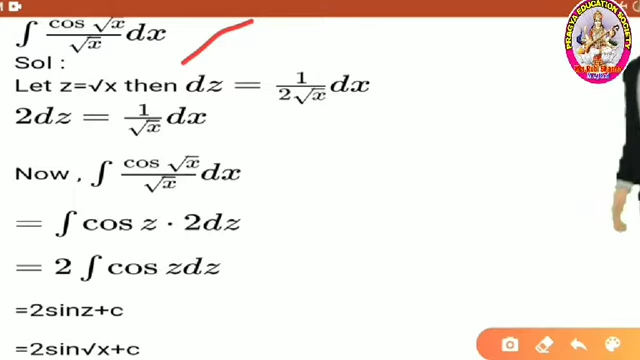 ∫ cos √x / √x dx
Sol :
Let z=√x then dz = 1 / 2√x dx
2dz = 1 / √x dx
Now , ∫ cos √x / √x dx
= ∫ cos z · 2dz
= 2 ∫ cos zdz
=2sinz+c
=2sin√x+c
PRAGYA EDUCATION SOCIETY